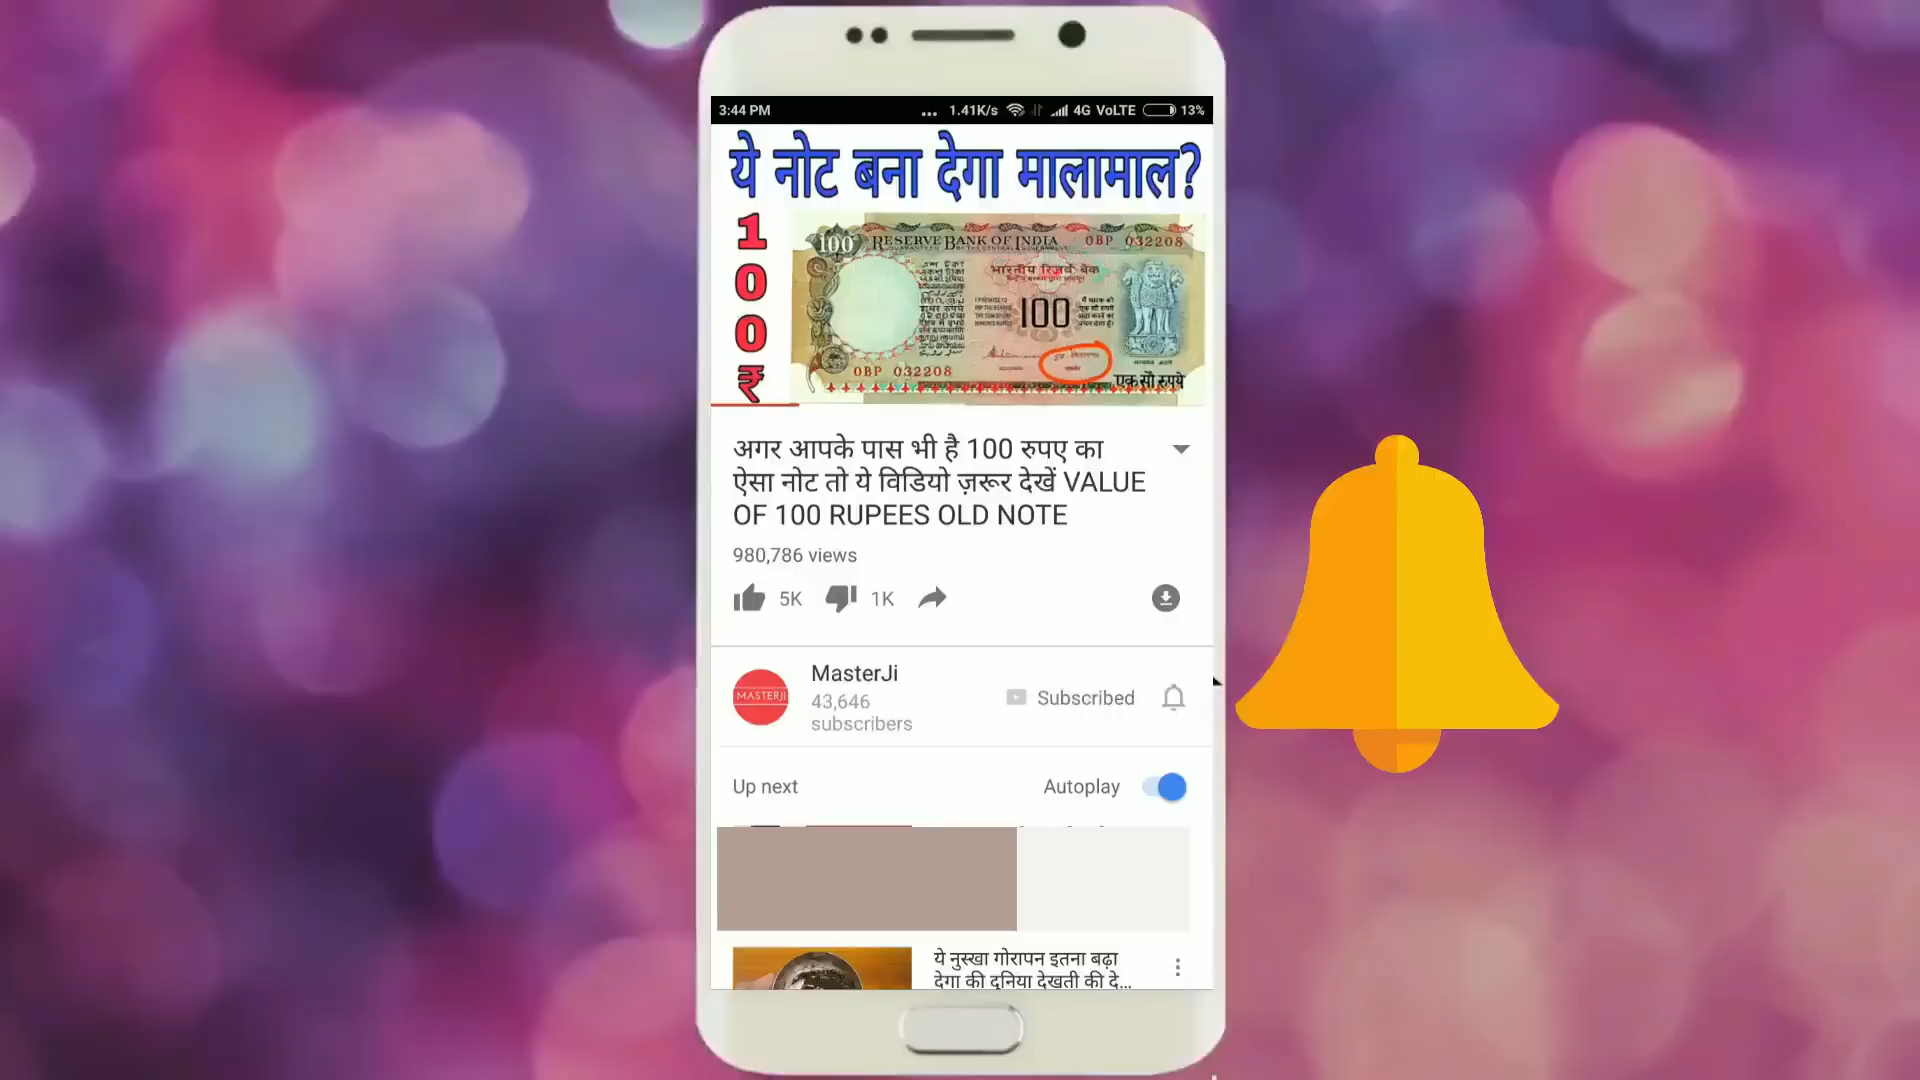 3:44 PM ... 1.41K/s 4G VoLTE 13%
ये नोट बना देगा मालामाल?
100₹
100 RESERVE BANK OF INDIA 0BP 032208
भारतीय रिज़र्व बेंक
100
0BP 032208
एक सौ रुपये
अगर आपके पास भी है 100 रुपए का
ऐसा नोट तो ये विडियो ज़रूर देखें VALUE
OF 100 RUPEES OLD NOTE
980,786 views
5K 1K
MASTERJI
MasterJi
43,646
subscribers
Subscribed
Up next Autoplay
ये नुस्खा गोरापन इतना बढ़ा
देगा की दुनिया देखती की दे...